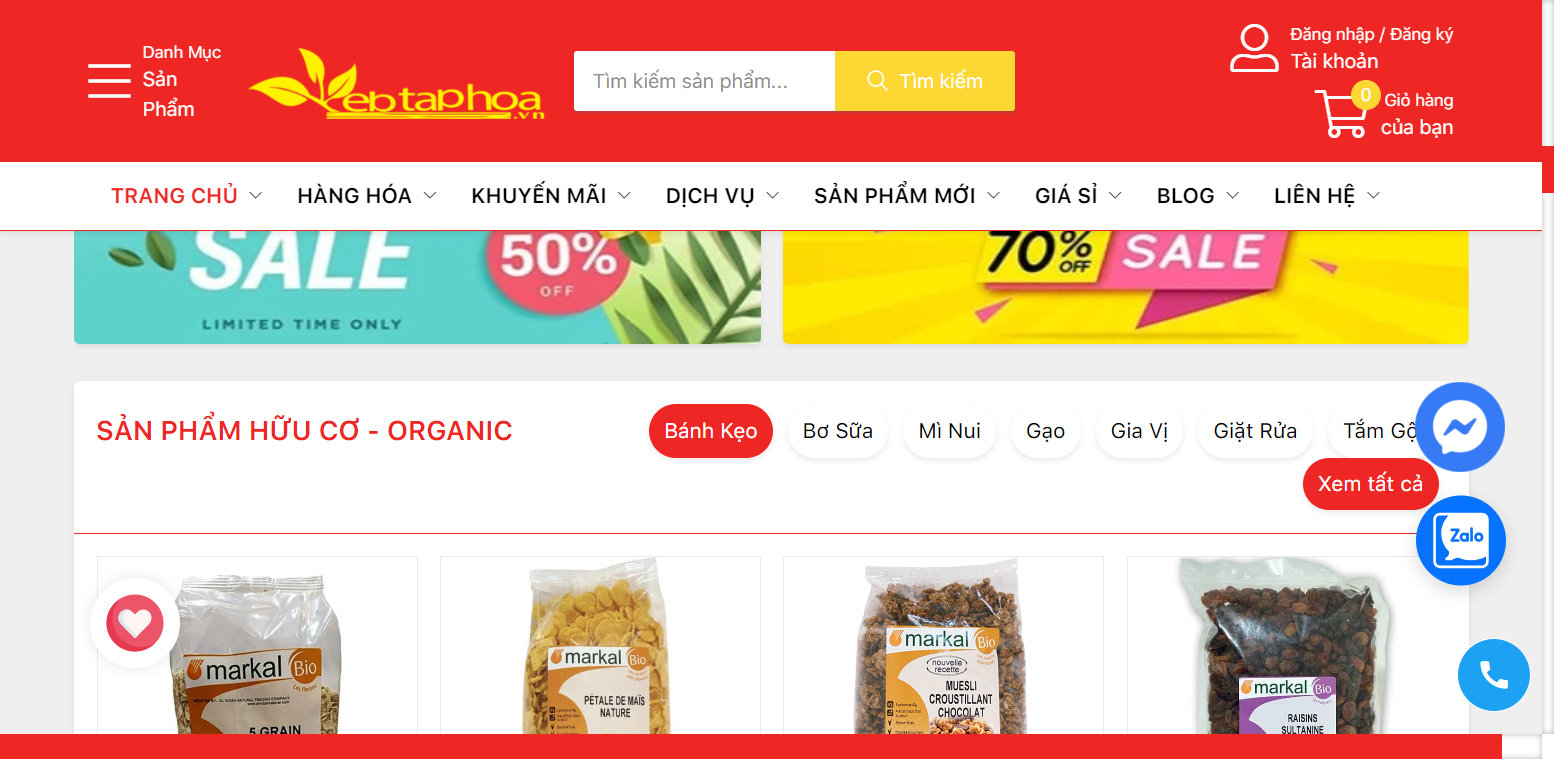 Danh Mục
Sản
Phẩm
ebtaphoa
.vn
Tìm kiếm sản phẩm...
Tìm kiếm
Đăng nhập / Đăng ký
Tài khoản
0
Giỏ hàng
của bạn
TRANG CHỦ
HÀNG HÓA
KHUYẾN MÃI
DỊCH VỤ
SẢN PHẨM MỚI
GIÁ SỈ
BLOG
LIÊN HỆ
SALE
50%
OFF
LIMITED TIME ONLY
70%
OFF
SALE
SẢN PHẨM HỮU CƠ - ORGANIC
Bánh Kẹo
Bơ Sữa
Mì Nui
Gạo
Gia Vị
Giặt Rửa
Tắm Gộ
Xem tất cả
Zalo
markal Bio
5 GRAIN
markal Bio
PÉTALE DE MAÏS
NATURE
markal Bio
nouvelle
recette
MUESLI
CROUSTILLANT
CHOCOLAT
markal Bio
RAISINS
SULTANINE